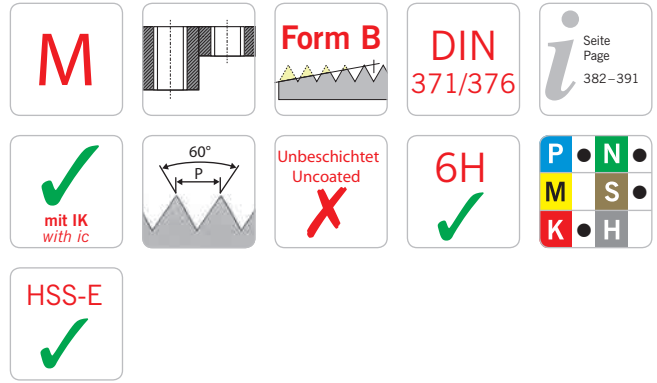 M
Form B
DIN
371/376
i
Seite
Page
382–391
✓
mit IK
with ic
60°
P
Unbeschichtet
Uncoated
✗
6H
✓
P ● N ●
M S ●
K ● H
HSS-E
✓